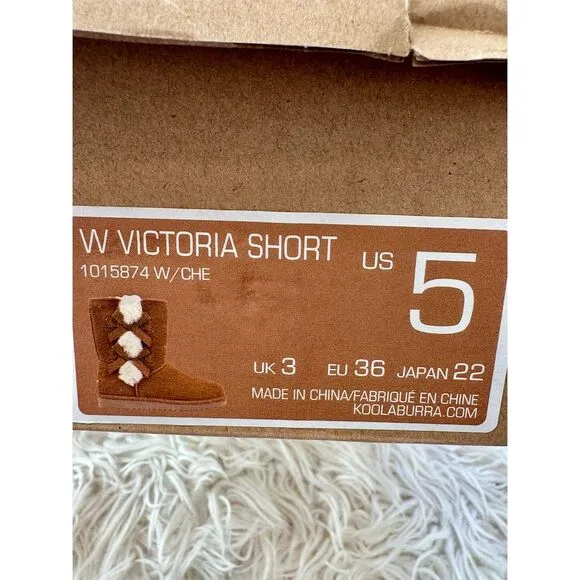 W VICTORIA SHORT
1015874 W/CHE
US 5
UK 3 EU 36 JAPAN 22
MADE IN CHINA/FABRIQUÉ EN CHINE
KOOLABURRA.COM